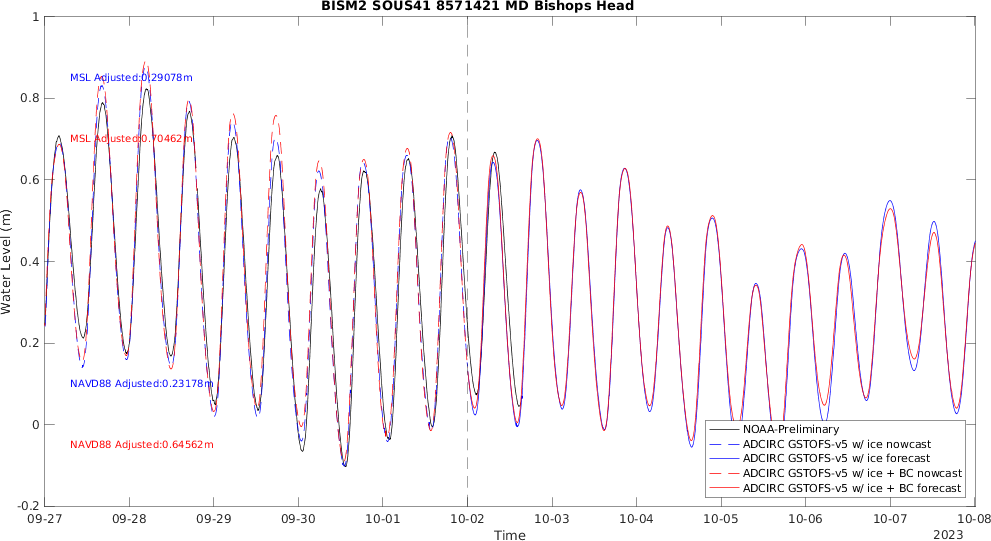 BISM2 SOUS41 8571421 MD Bishops Head
1
0.8
0.6
0.4
0.2
0
-0.2
Water Level (m)
MSL Adjusted:0.29078m
MSL Adjusted:0.70462m
NAVD88 Adjusted:0.23178m
NAVD88 Adjusted:0.64562m
NOAA-Preliminary
ADCIRC GSTOFS-v5 w/ ice nowcast
ADCIRC GSTOFS-v5 w/ ice forecast
ADCIRC GSTOFS-v5 w/ ice + BC nowcast
ADCIRC GSTOFS-v5 w/ ice + BC forecast
09-27 09-28 09-29 09-30 10-01 10-02 10-03 10-04 10-05 10-06 10-07 10-08
Time
2023